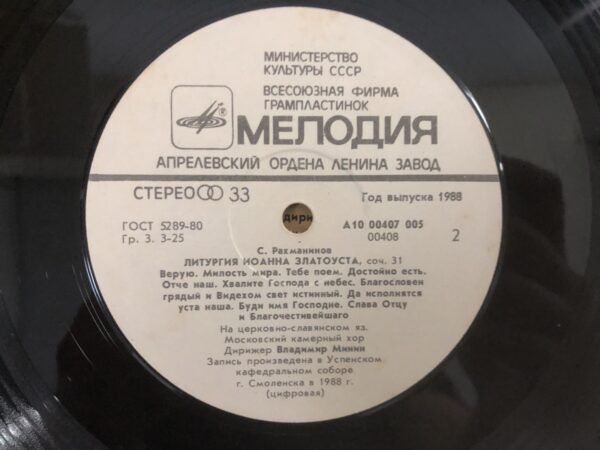 МИНИСТЕРСТВО
КУЛЬТУРЫ СССР
ВСЕСОЮЗНАЯ ФИРМА
ГРАМПЛАСТИНОК
МЕЛОДИЯ
АПРЕЛЕВСКИЙ ОРДЕНА ЛЕНИНА ЗАВОД
СТЕРЕО 33
Год выпуска 1988
ГОСТ 5289-80
Гр. 3. 3-25
дири
А10 00407 005
00408
2
С. Рахманинов
ЛИТУРГИЯ ИОАННА ЗЛАТОУСТА, соч. 31
Верую. Милость мира. Тебе поем. Достойно есть.
Отче наш. Хвалите Господа с небес. Благословен
грядый и Видехом свет истинный. Да исполнятся
уста наша. Буди имя Господне. Слава Отцу
и Благочестивейшаго
На церковно-славянском яз.
Московский камерный хор
Дирижер Владимир Минин
Запись произведена в Успенском
кафедральном соборе
г. Смоленска в 1988 г.
(цифровая)